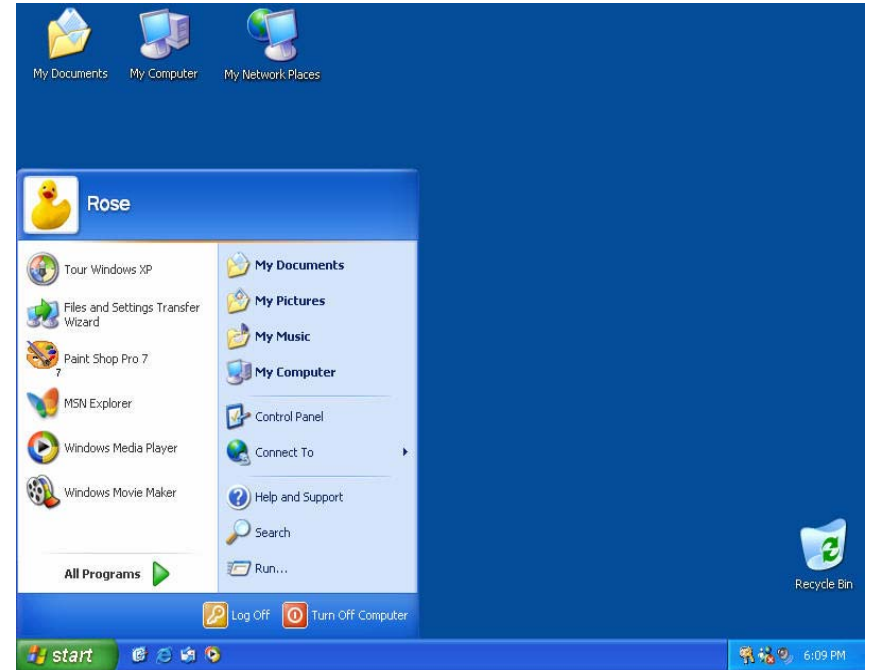 My Documents
My Computer
My Network Places
Rose
Tour Windows XP
Files and Settings Transfer
Wizard
Paint Shop Pro 7
7
MSN Explorer
Windows Media Player
Windows Movie Maker
All Programs
My Documents
My Pictures
My Music
My Computer
Control Panel
Connect To
Help and Support
Search
Run...
Log Off
Turn Off Computer
Recycle Bin
start
6:09 PM